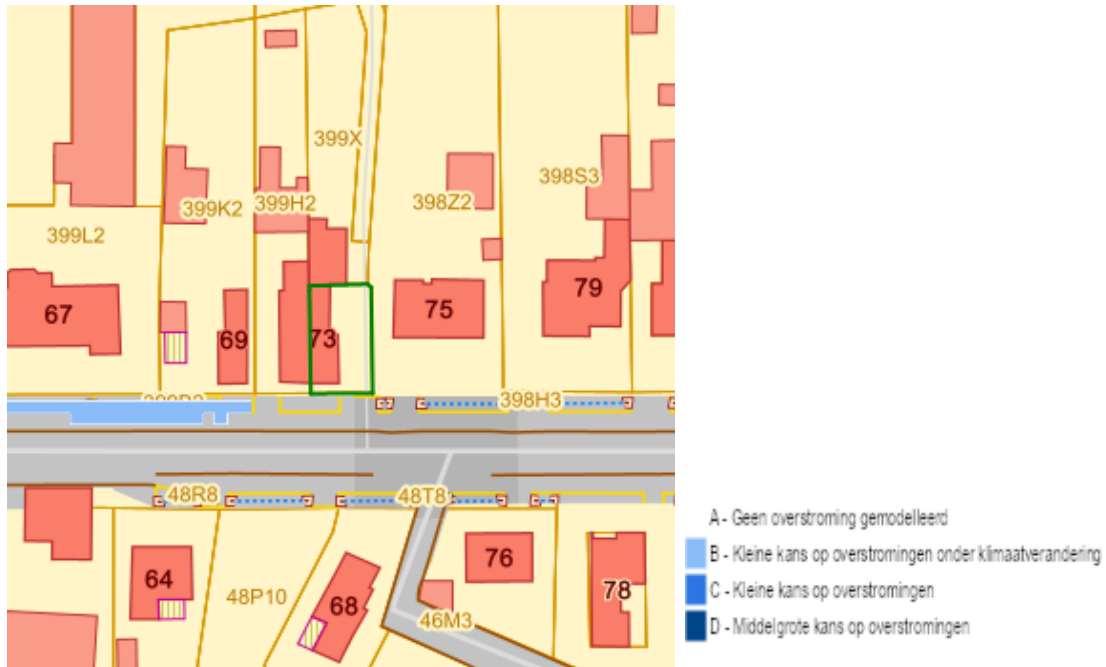 399X
398S3
399K2
399H2
398Z2
399L2
67
69
73
75
79
398H3
48R8
48T8
64
48P10
68
76
46M3
78
A - Geen overstroming gemodelleerd
B - Kleine kans op overstromingen onder klimaatverandering
C - Kleine kans op overstromingen
D - Middelgrote kans op overstromingen